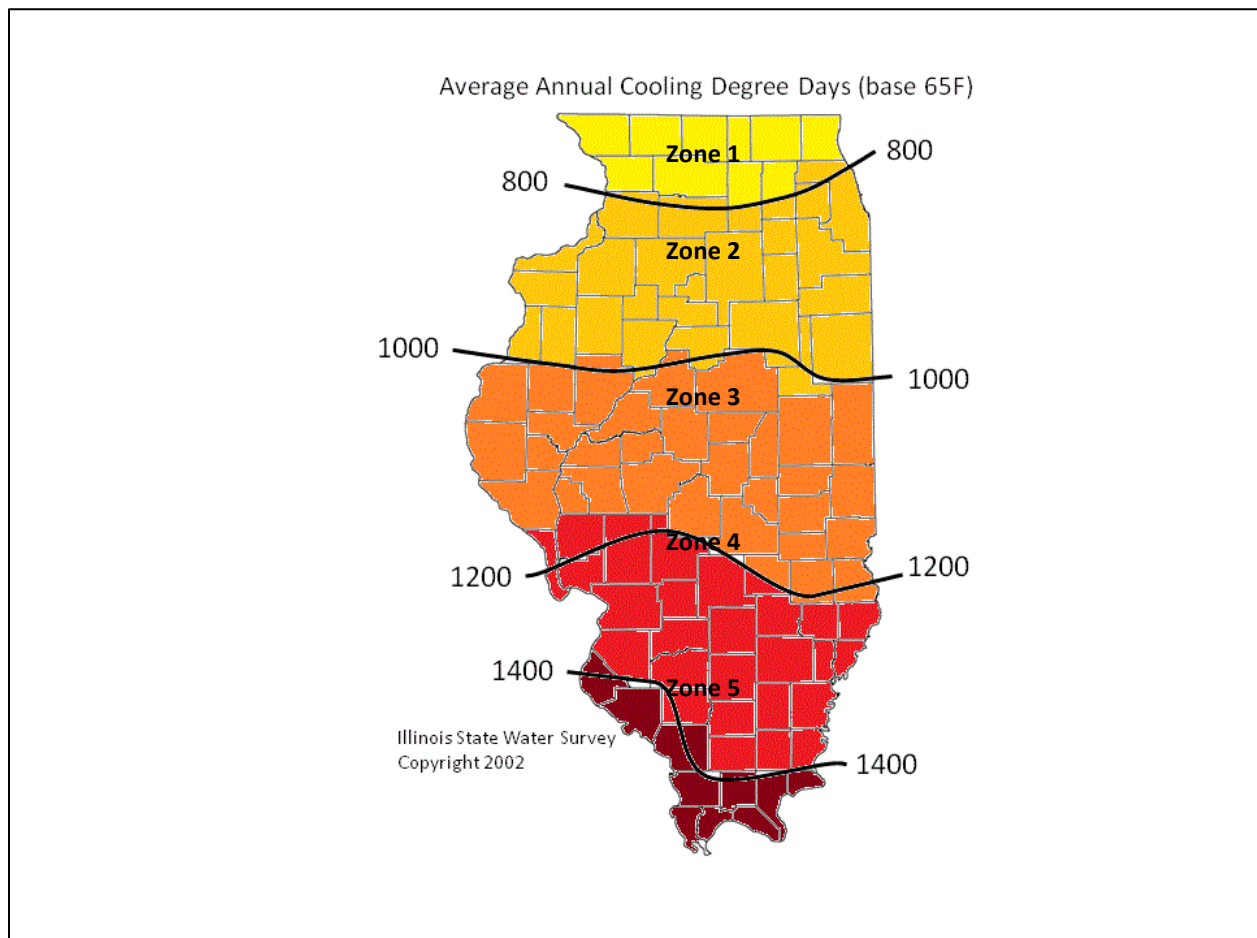 Average Annual Cooling Degree Days (base 65F)
Zone 1
800
800
Zone 2
1000
1000
Zone 3
Zone 4
1200
1200
1400
Zone 5
Illinois State Water Survey
Copyright 2002
1400